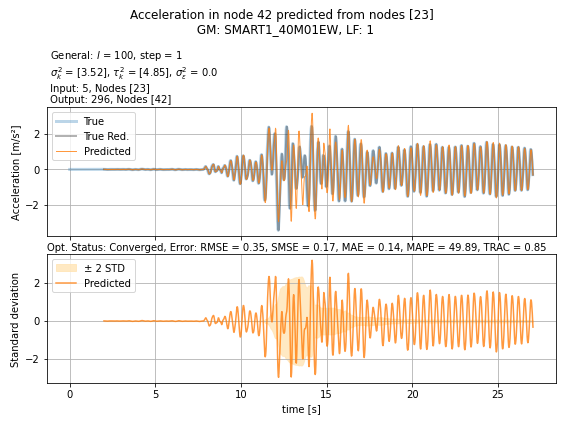 Acceleration in node 42 predicted from nodes [23]
GM: SMART1_40M01EW, LF: 1
General: l = 100, step = 1
σ²ₖ = [3.52], τ²ₖ = [4.85], σ²_ε = 0.0
Input: 5, Nodes [23]
Output: 296, Nodes [42]
True
True Red.
Predicted
2
0
−2
Acceleration [m/s²]
Opt. Status: Converged, Error: RMSE = 0.35, SMSE = 0.17, MAE = 0.14, MAPE = 49.89, TRAC = 0.85
± 2 STD
Predicted
2
0
−2
Standard deviation
0 5 10 15 20 25
time [s]